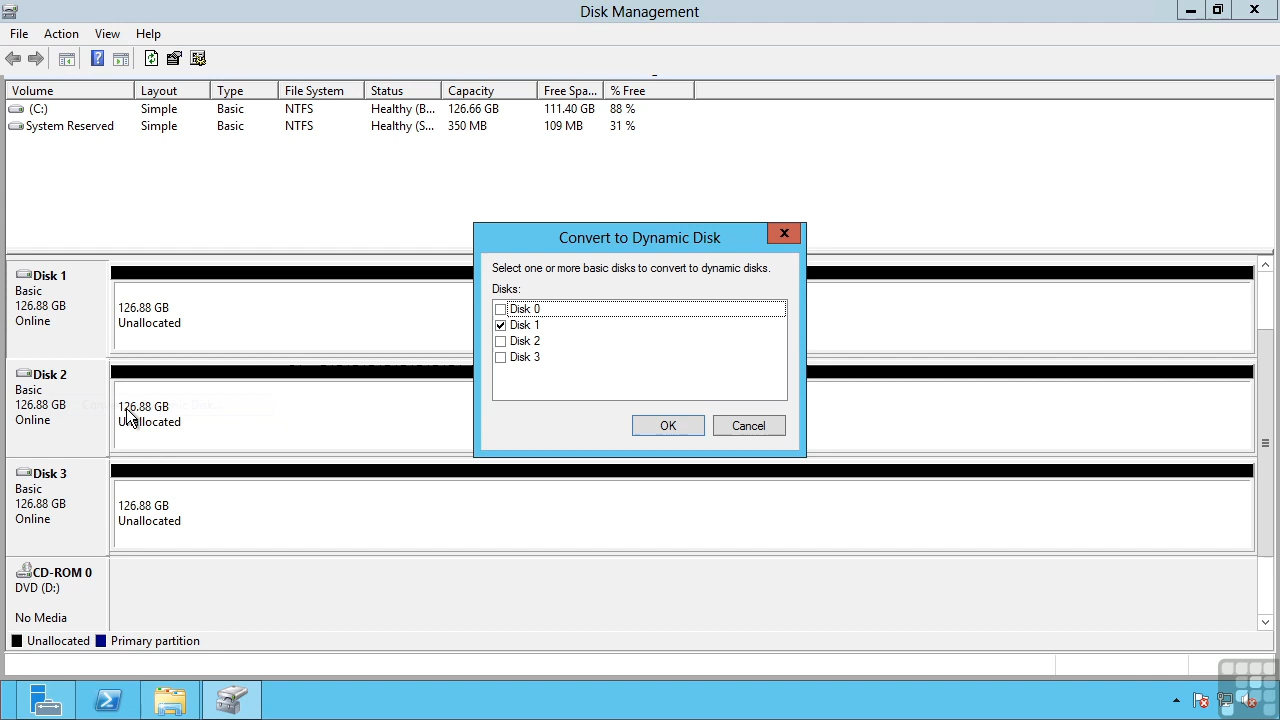 Disk Management
File Action View Help
Volume Layout Type File System Status Capacity Free Spa... % Free
(C:) Simple Basic NTFS Healthy (B... 126.66 GB 111.40 GB 88 %
System Reserved Simple Basic NTFS Healthy (S... 350 MB 109 MB 31 %
Convert to Dynamic Disk
Select one or more basic disks to convert to dynamic disks.
Disks:
Disk 0
Disk 1
Disk 2
Disk 3
OK Cancel
Disk 1
Basic
126.88 GB
Online
126.88 GB
Unallocated
Disk 2
Basic
126.88 GB
Online
126.88 GB
Unallocated
Disk 3
Basic
126.88 GB
Online
126.88 GB
Unallocated
CD-ROM 0
DVD (D:)
No Media
Unallocated Primary partition